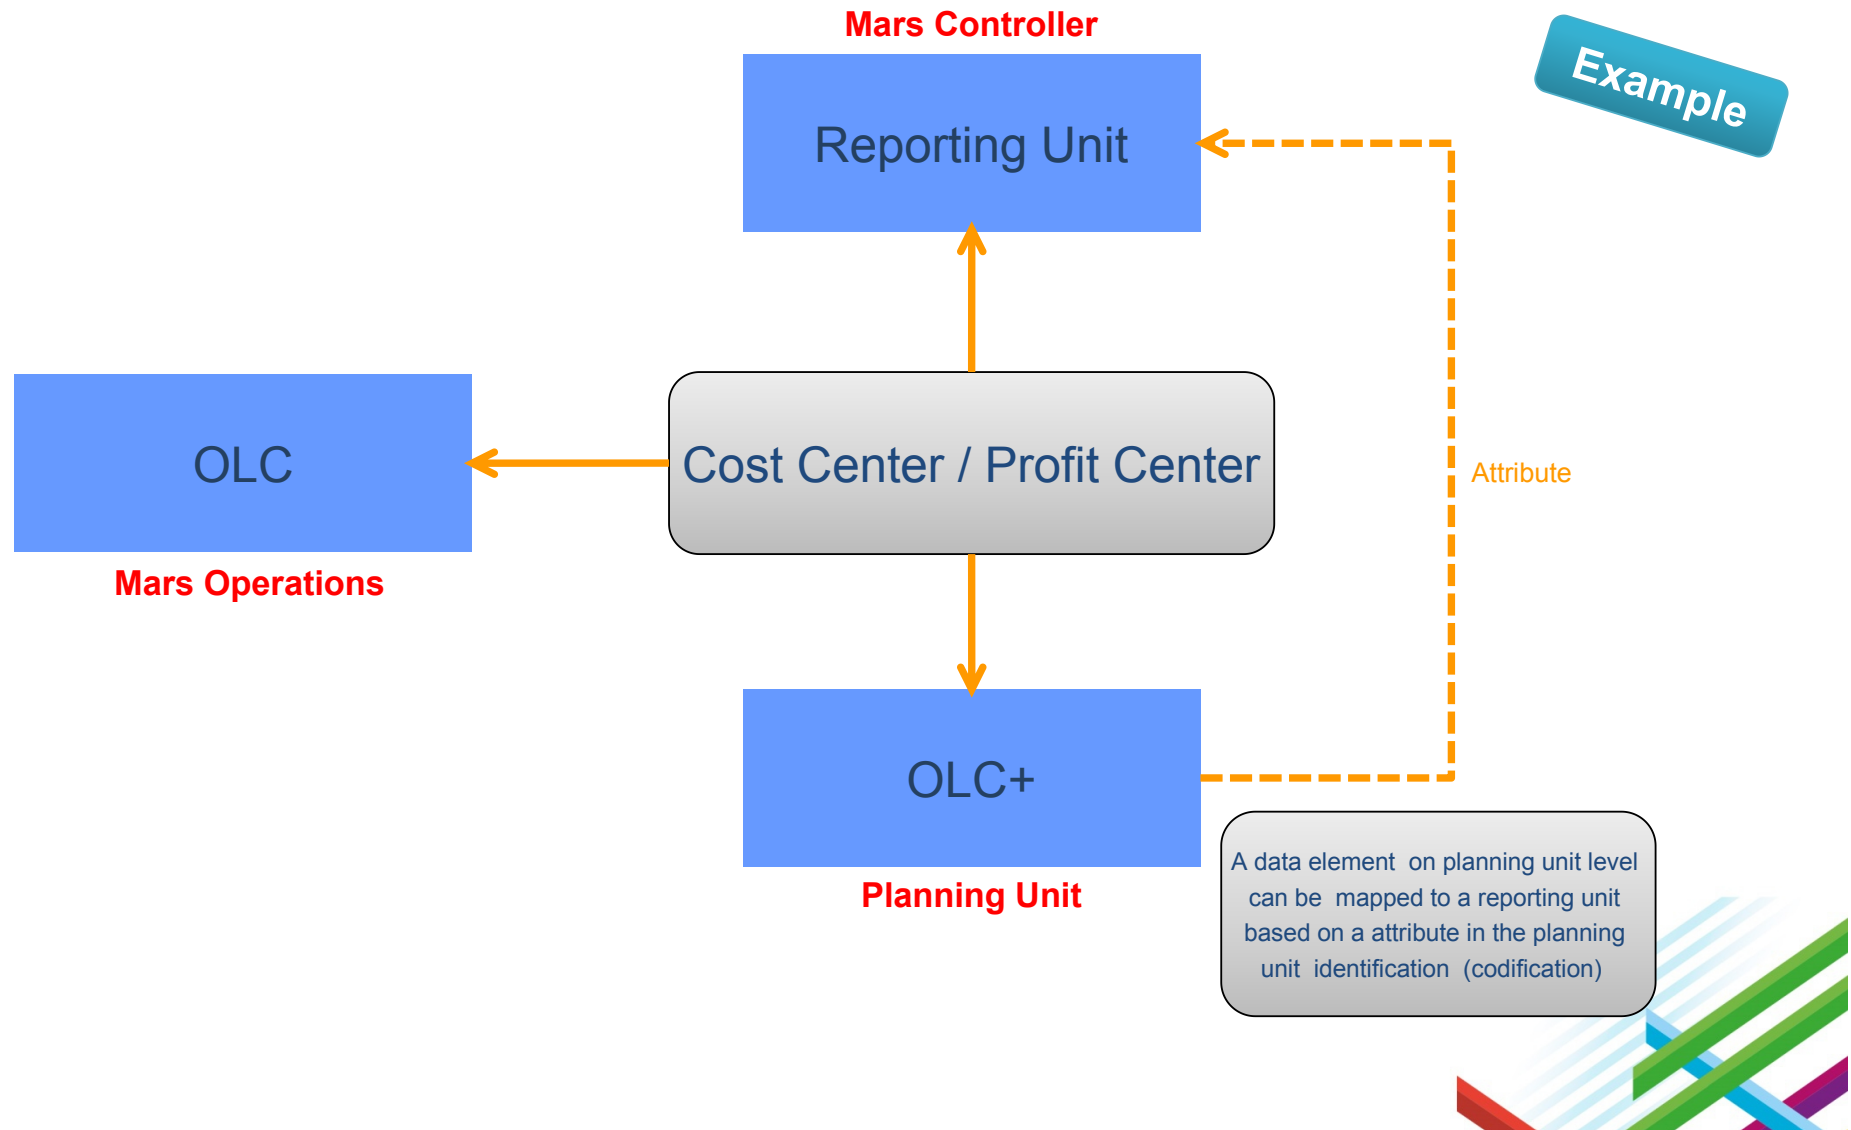 Mars Controller
Example
Reporting Unit
OLC
Cost Center / Profit Center
Attribute
Mars Operations
OLC+
Planning Unit
A data element on planning unit level
can be mapped to a reporting unit
based on a attribute in the planning
unit identification (codification)